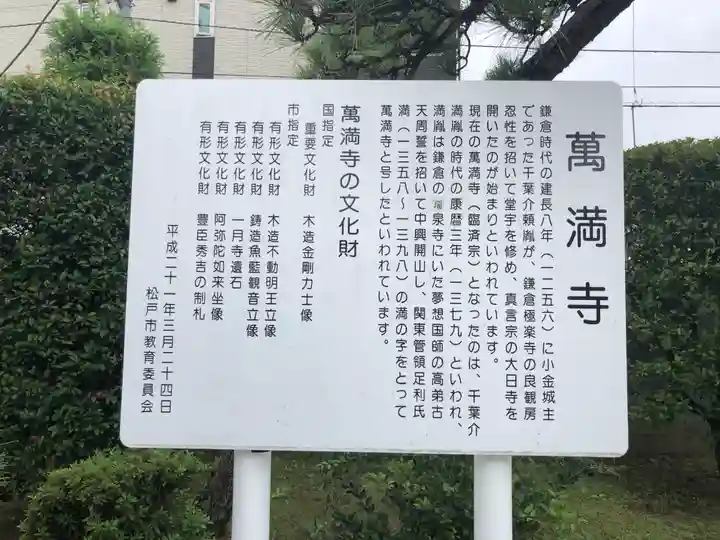 萬満寺
鎌倉時代の建長八年（一二五六）に小金城主
であった千葉介頼胤が、鎌倉極楽寺の良観房
忍性を招いて堂宇を修め、真言宗の大日寺を
開いたのが始まりといわれています。
現在の萬満寺（臨済宗）となったのは、千葉介
満胤の時代の康暦三年（一三七九）といわれ、
満胤は鎌倉の瑞泉寺にいた夢想国師の高弟古
天周誓を招いて中興開山し、関東管領足利氏
満（一三五八～一三九八）の満の字をとって
萬満寺と号したといわれています。
萬満寺の文化財
国指定
重要文化財　木造金剛力士像
市指定
有形文化財　木造不動明王立像
有形文化財　鋳造魚籃観音立像
有形文化財　一月寺遺石
有形文化財　阿弥陀如来坐像
有形文化財　豊臣秀吉の制札
平成二十一年三月二十四日
松戸市教育委員会